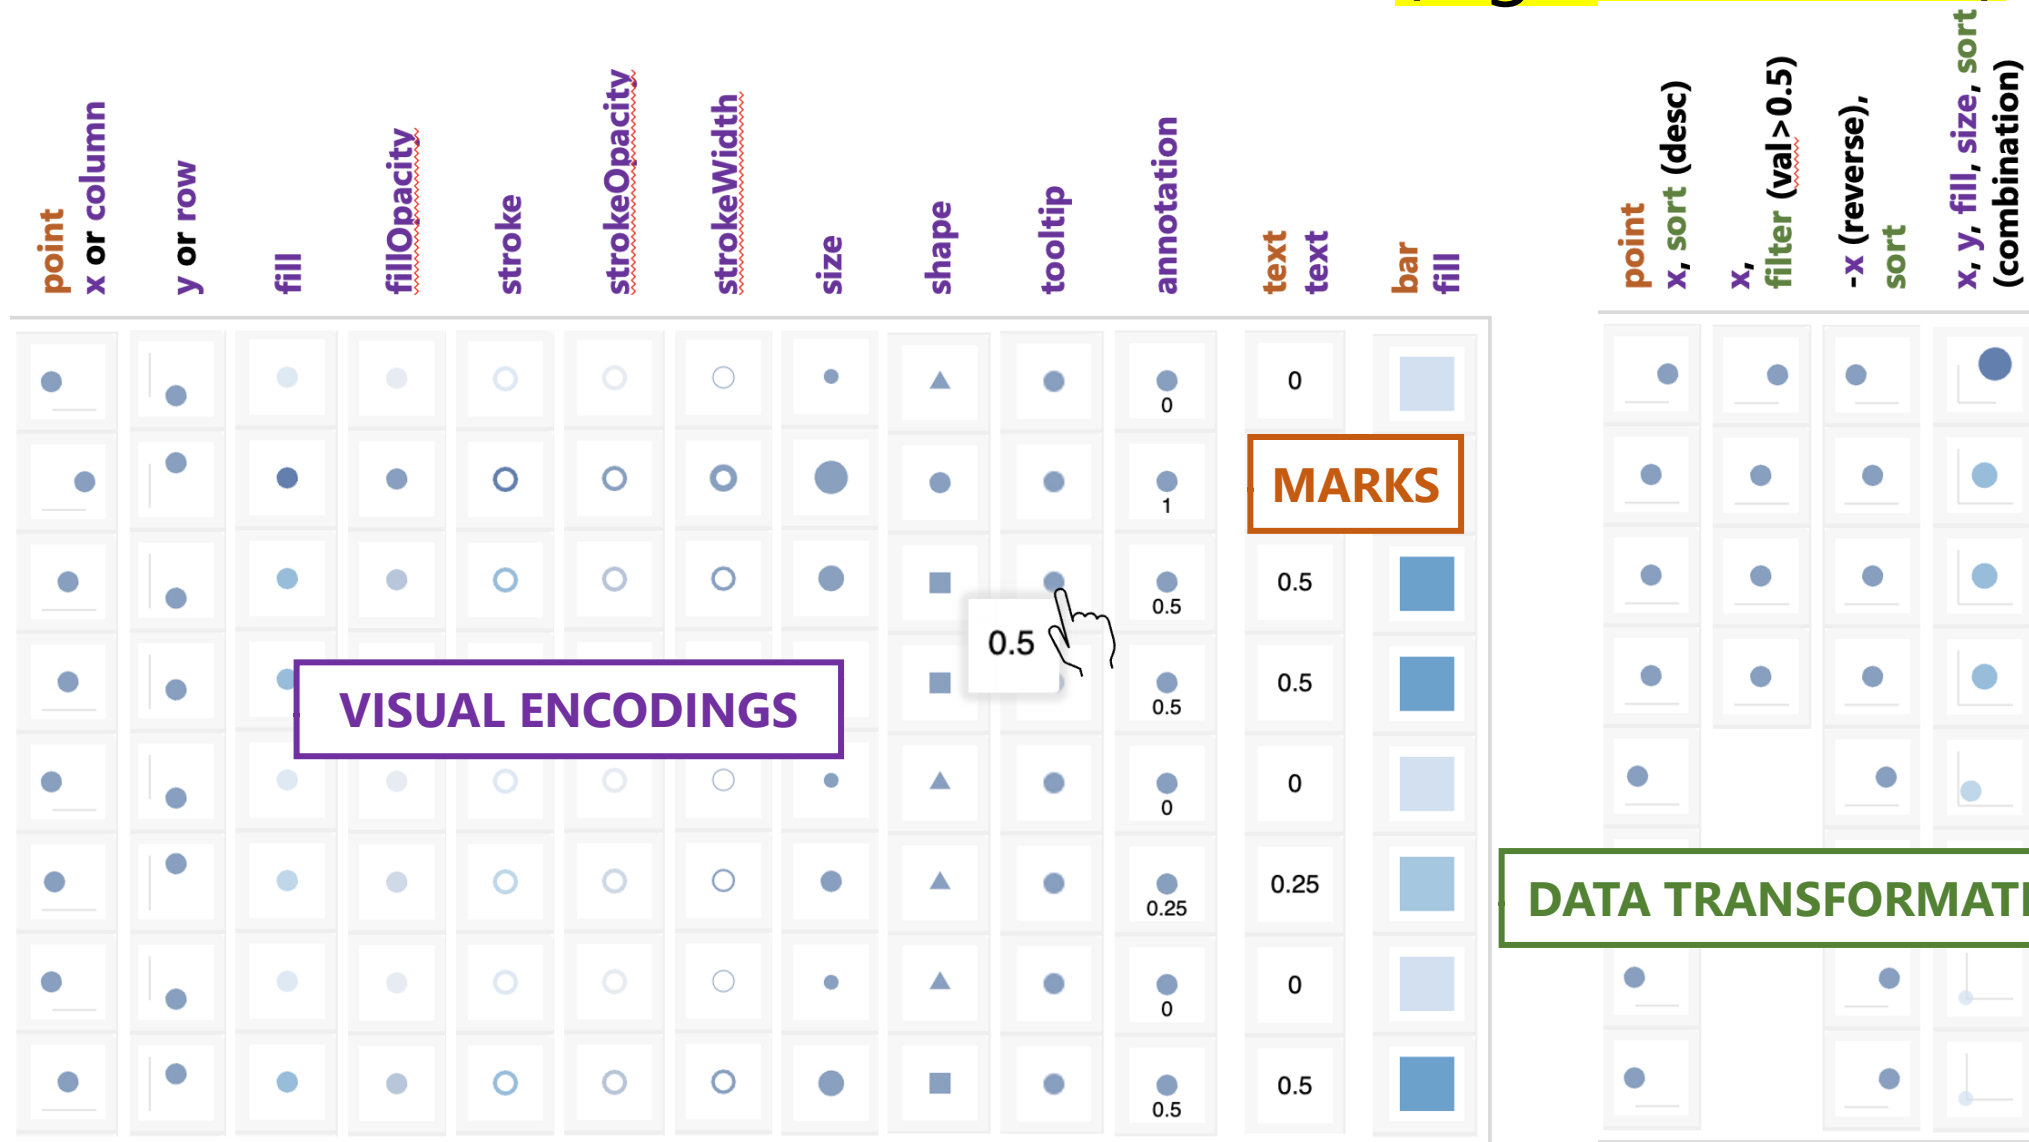 point
x or column
y or row
fill
fillOpacity
stroke
strokeOpacity
strokeWidth
size
shape
tooltip
annotation
text
text
bar
fill
point
x, sort (desc)
x,
filter (val>0.5)
-x (reverse),
sort
x, y, fill, size, sort
(combination)
0
0
1
MARKS
0.5
0.5
0.5
0.5
0.5
VISUAL ENCODINGS
0
0
0.25
0.25
DATA TRANSFORMATI
0
0
0.5
0.5